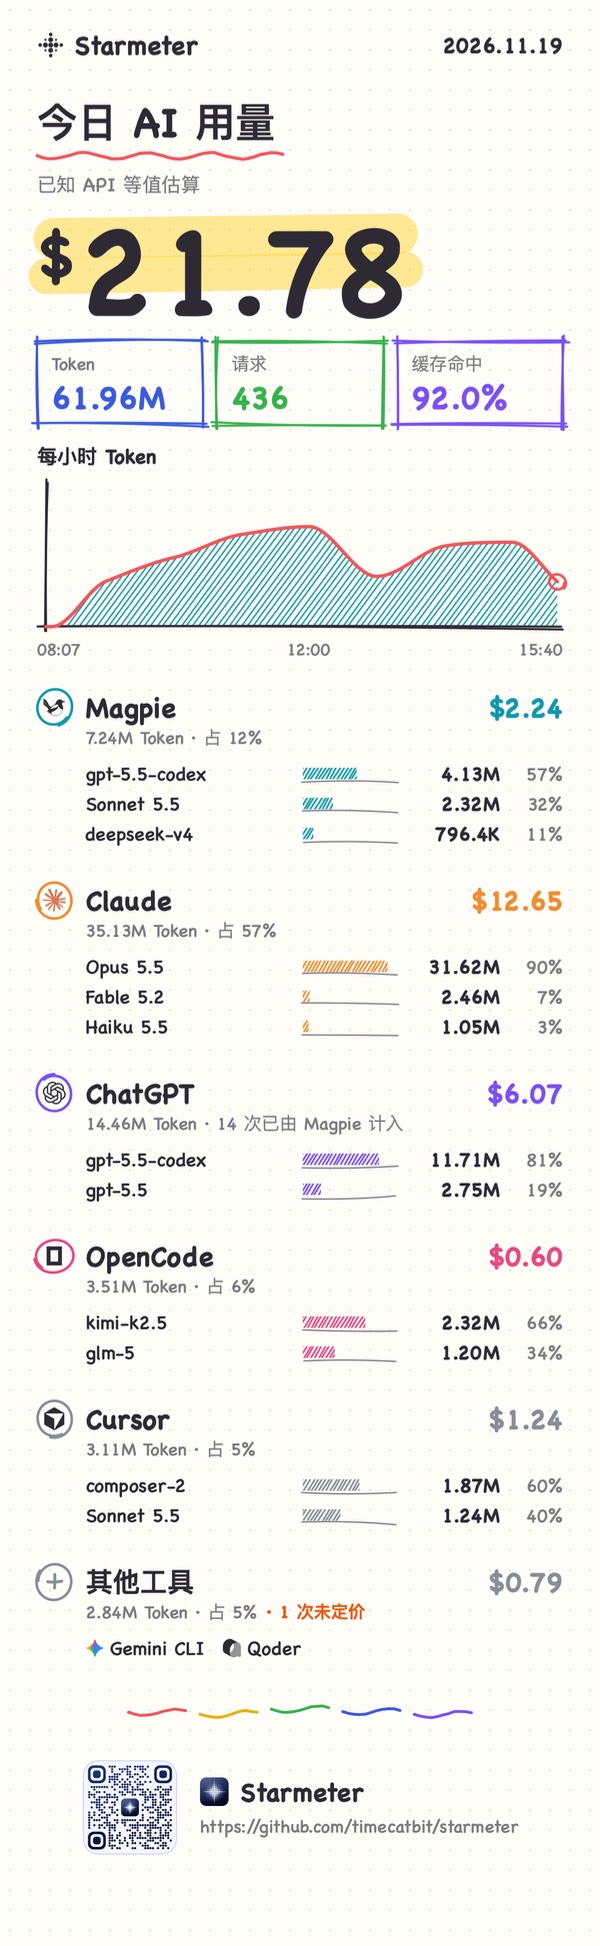 Starmeter 2026.11.19
今日 AI 用量
已知 API 等值估算
$21.78
Token 请求 缓存命中
61.96M 436 92.0%
每小时 Token
08:07 12:00 15:40
Magpie $2.24
7.24M Token · 占 12%
gpt-5.5-codex 4.13M 57%
Sonnet 5.5 2.32M 32%
deepseek-v4 796.4K 11%
Claude $12.65
35.13M Token · 占 57%
Opus 5.5 31.62M 90%
Fable 5.2 2.46M 7%
Haiku 5.5 1.05M 3%
ChatGPT $6.07
14.46M Token · 14 次已由 Magpie 计入
gpt-5.5-codex 11.71M 81%
gpt-5.5 2.75M 19%
OpenCode $0.60
3.51M Token · 占 6%
kimi-k2.5 2.32M 66%
glm-5 1.20M 34%
Cursor $1.24
3.11M Token · 占 5%
composer-2 1.87M 60%
Sonnet 5.5 1.24M 40%
其他工具 $0.79
2.84M Token · 占 5% · 1 次未定价
Gemini CLI Qoder
Starmeter
https://github.com/timecatbit/starmeter